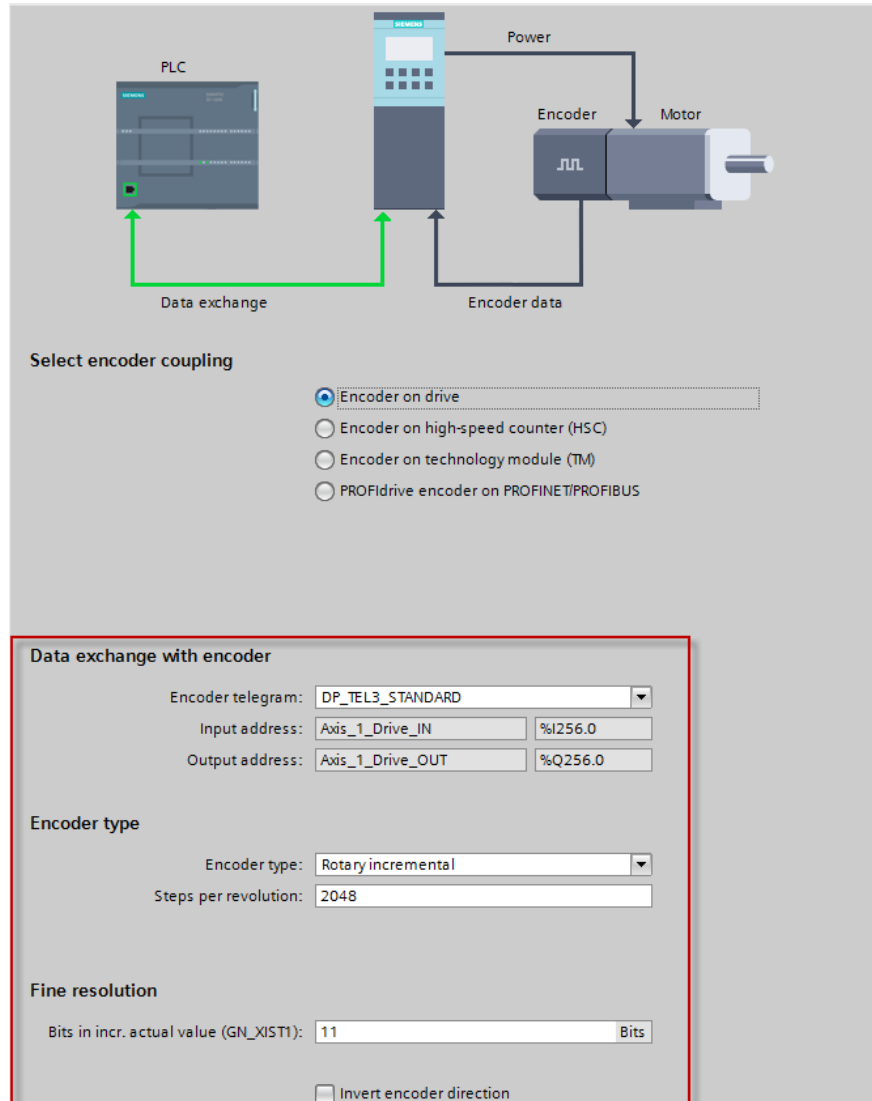 SIEMENS
Power
PLC
SIEMENS
Encoder
Motor
Data exchange
Encoder data
Select encoder coupling
Encoder on drive
Encoder on high-speed counter (HSC)
Encoder on technology module (TM)
PROFIdrive encoder on PROFINET/PROFIBUS
Data exchange with encoder
Encoder telegram: DP_TEL3_STANDARD
Input address: Axis_1_Drive_IN %I256.0
Output address: Axis_1_Drive_OUT %Q256.0
Encoder type
Encoder type: Rotary incremental
Steps per revolution: 2048
Fine resolution
Bits in incr. actual value (GN_XIST1): 11 Bits
Invert encoder direction